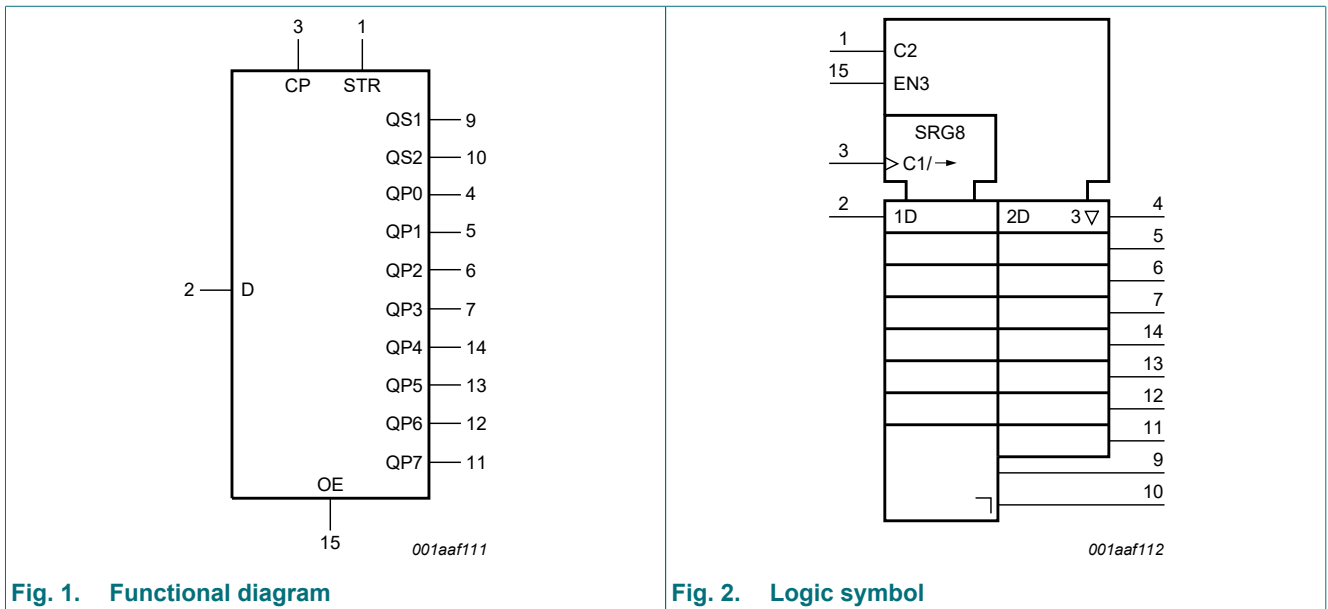 3 1
CP STR
QS1 9
QS2 10
QP0 4
QP1 5
QP2 6
2 D
QP3 7
QP4 14
QP5 13
QP6 12
QP7 11
OE
15
001aaf111
Fig. 1. Functional diagram
1 C2
15 EN3
SRG8
3 C1/→
2 1D 2D 3▽ 4
5
6
7
14
13
12
11
9
10
001aaf112
Fig. 2. Logic symbol